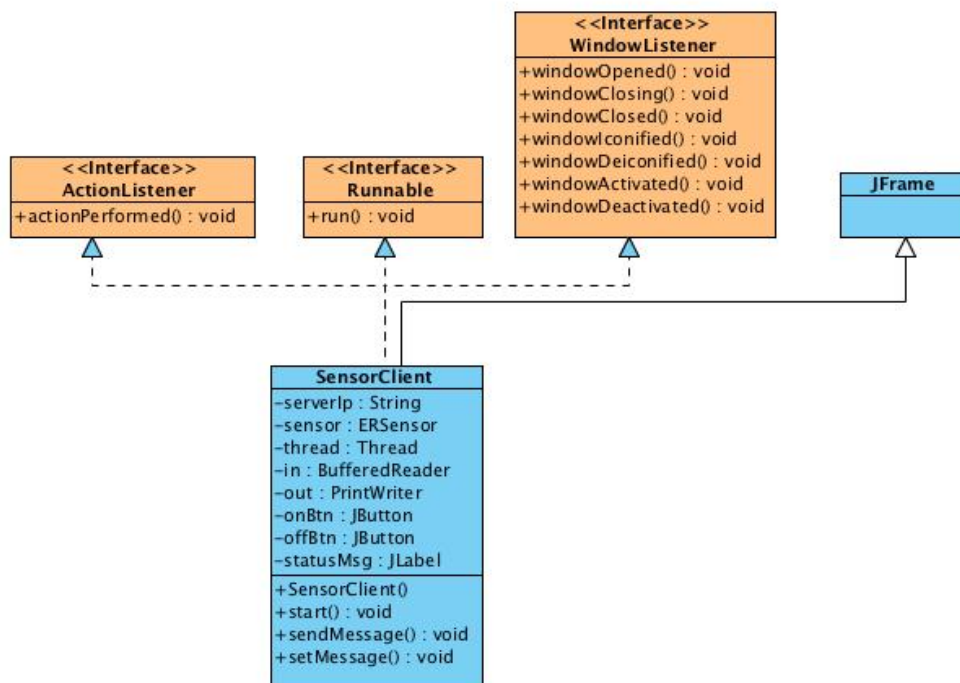 <<Interface>>
WindowListener
+windowOpened() : void
+windowClosing() : void
+windowClosed() : void
+windowIconified() : void
+windowDeiconified() : void
+windowActivated() : void
+windowDeactivated() : void
<<Interface>>
ActionListener
+actionPerformed() : void
<<Interface>>
Runnable
+run() : void
JFrame
SensorClient
-serverIp : String
-sensor : ERSensor
-thread : Thread
-in : BufferedReader
-out : PrintWriter
-onBtn : JButton
-offBtn : JButton
-statusMsg : JLabel
+SensorClient()
+start() : void
+sendMessage() : void
+setMessage() : void